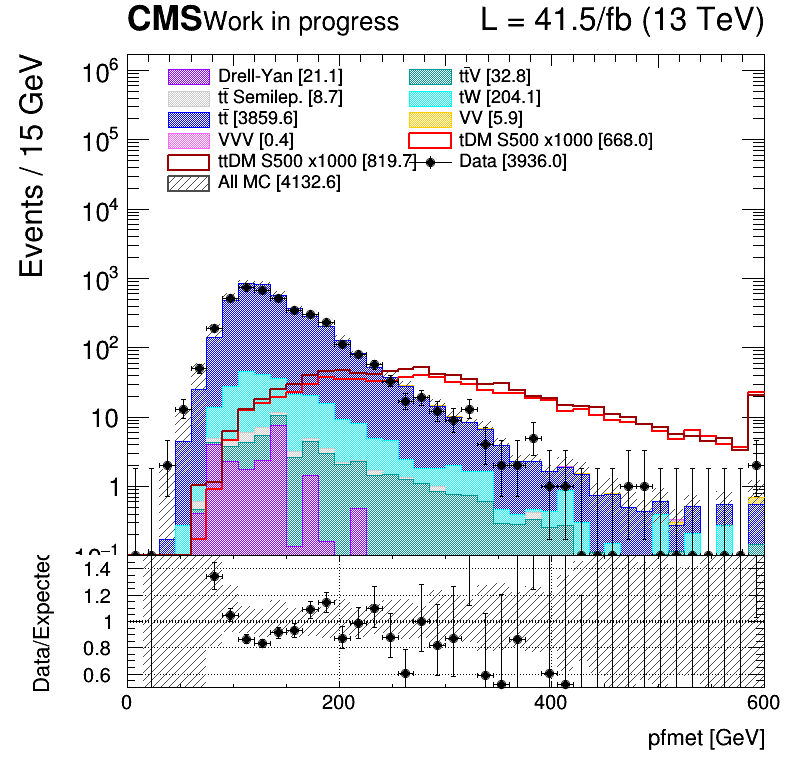 CMS Work in progress L = 41.5/fb (13 TeV)
Events / 15 GeV
10⁶
10⁵
10⁴
10³
10²
10
1
10⁻¹
Drell-Yan [21.1] tt̄V [32.8]
tt̄ Semilep. [8.7] tW [204.1]
tt̄ [3859.6] VV [5.9]
VVV [0.4] tDM S500 x1000 [668.0]
ttDM S500 x1000 [819.7] Data [3936.0]
All MC [4132.6]
Data/Expected
1.4
1.2
1
0.8
0.6
0 200 400 600
pfmet [GeV]